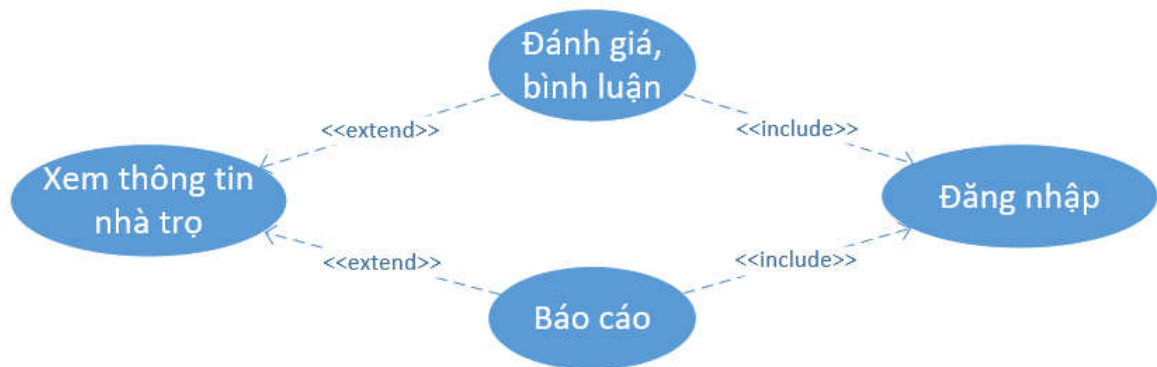 Đánh giá,
bình luận
<<extend>>
<<include>>
Xem thông tin
nhà trọ
Đăng nhập
<<extend>>
<<include>>
Báo cáo